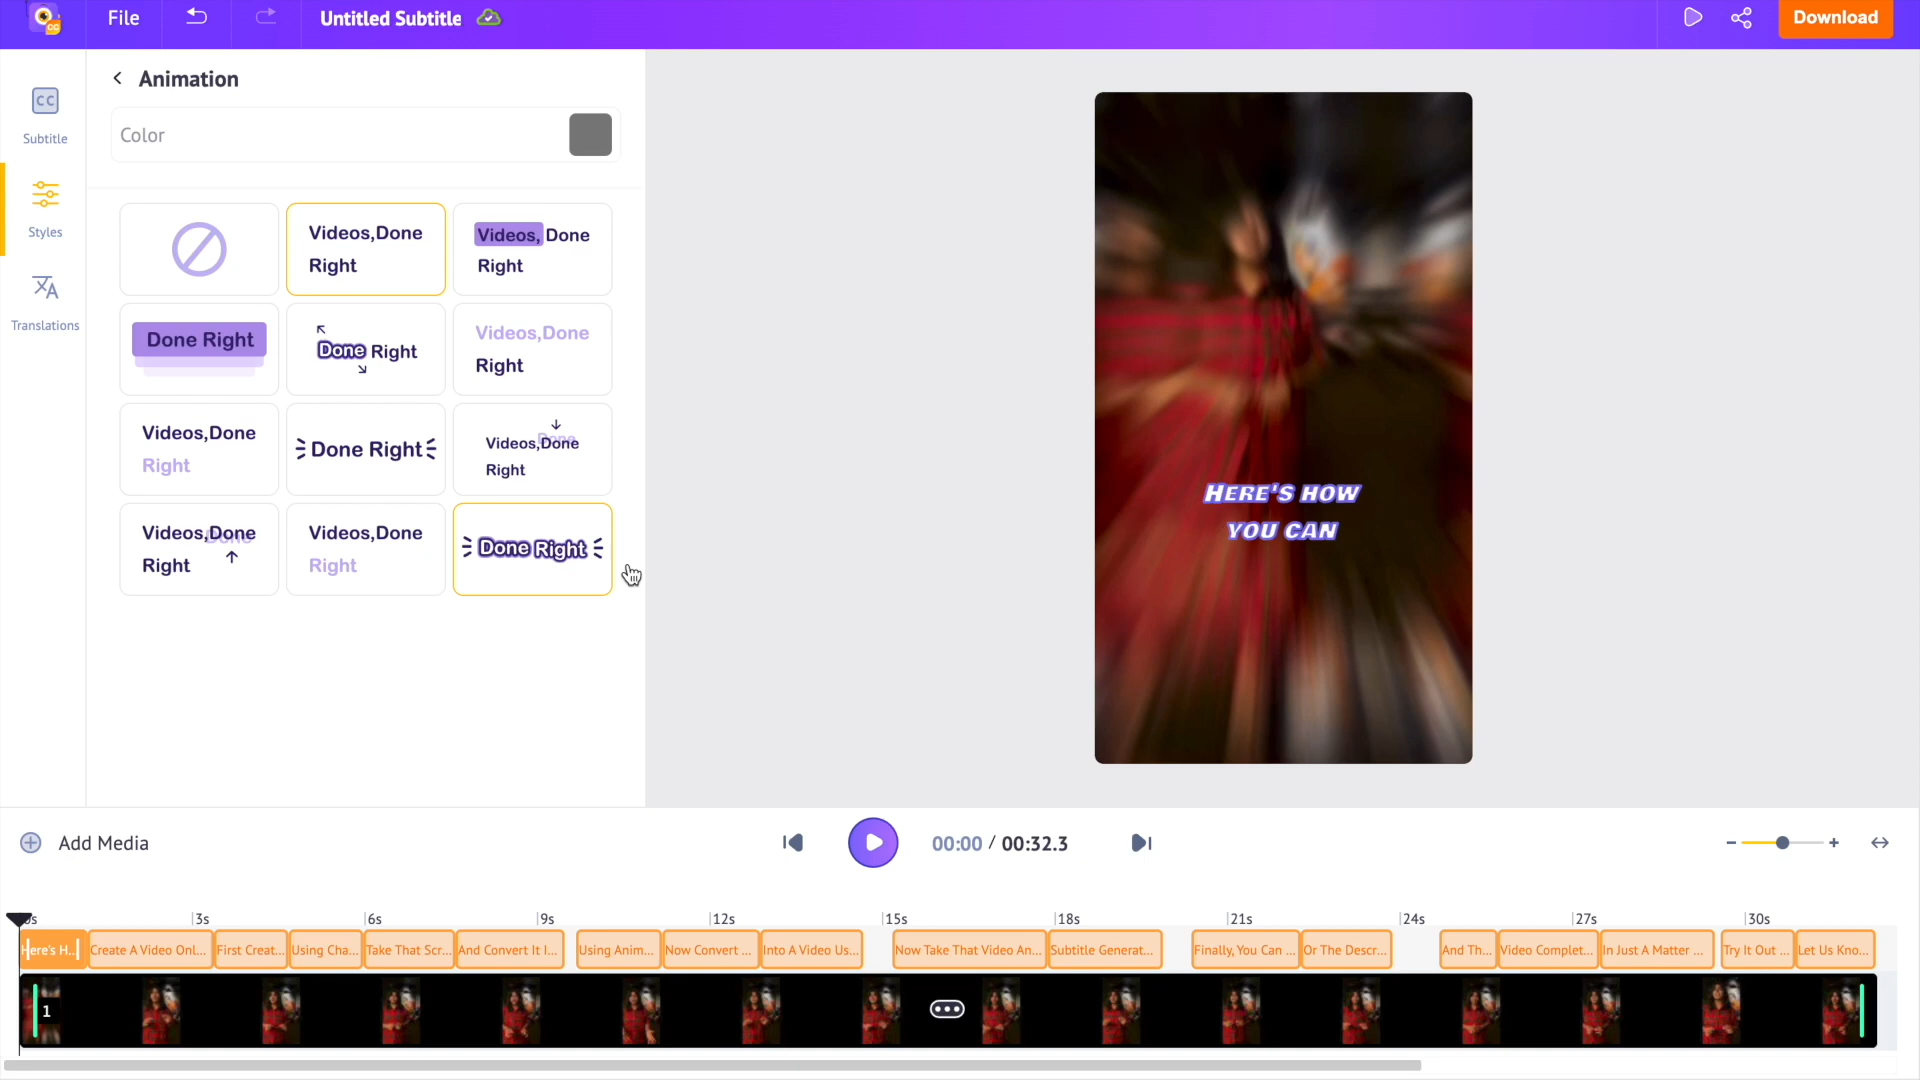 File
Untitled Subtitle
Download
CC
Subtitle
Styles
Translations
Animation
Color
Videos,Done
Right
Videos, Done
Right
Done Right
Done Right
Videos,Done
Right
Videos,Done
Right
Done Right
Videos,Done
Right
Videos,Done
Right
Videos,Done
Right
Done Right
HERE'S HOW
YOU CAN
Add Media
00:00 / 00:32.3
3s 6s 9s 12s 15s 18s 21s 24s 27s 30s
Here's H... Create A Video Onl... First Creat... Using Cha... Take That Scr... And Convert It I... Using Anim... Now Convert ... Into A Video Us... Now Take That Video An... Subtitle Generat... Finally, You Can ... Or The Descr... And Th... Video Complet... In Just A Matter ... Try It Out ... Let Us Kno...
1